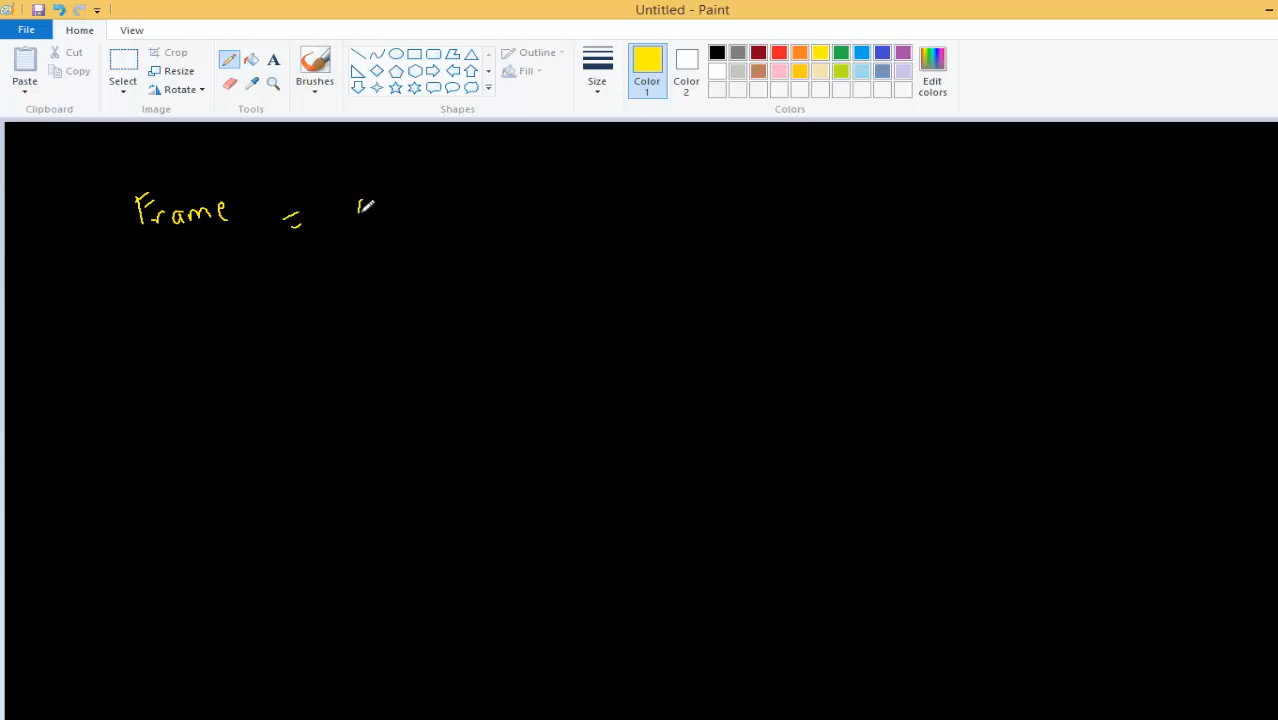 Untitled - Paint
File Home View
Cut Crop Outline
Paste Copy Select Resize Brushes Fill Size Color 1 Color 2 Edit colors
Rotate
Clipboard Image Tools Shapes Colors
Frame =